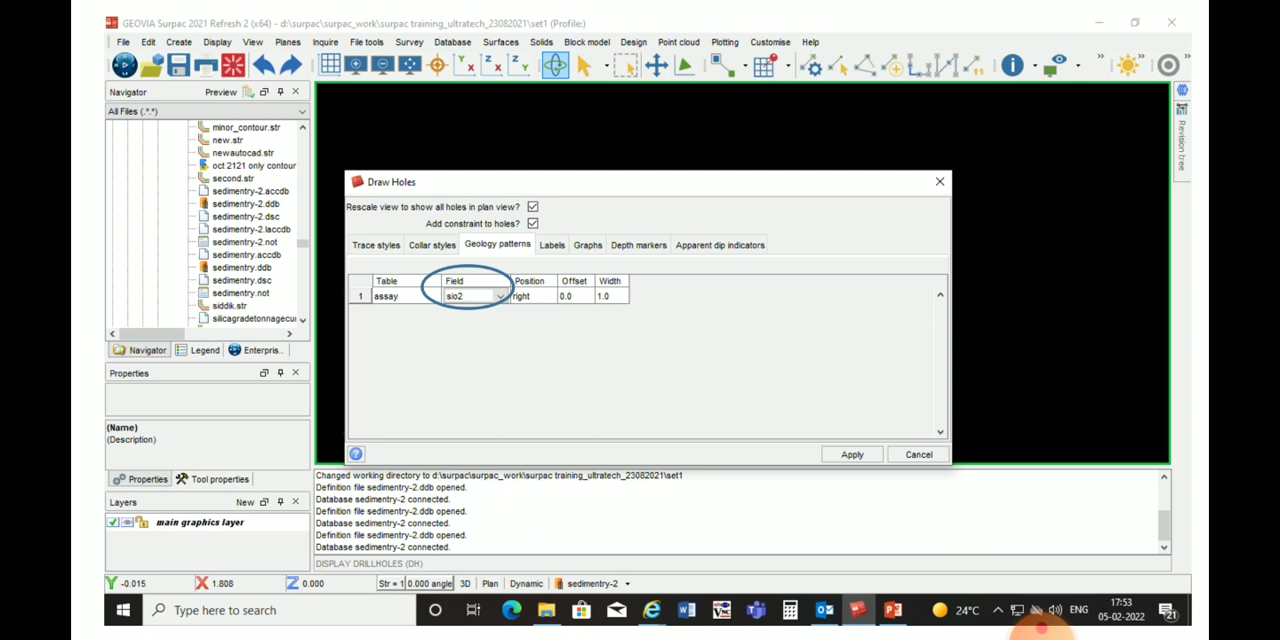 GEOVIA Surpac 2021 Refresh 2 (x64) - d:\surpac\surpac_work\surpac training_ultratech_23082021\set1 (Profile:)
File Edit Create Display View Planes Inquire File tools Survey Database Surfaces Solids Block model Design Point cloud Plotting Customise Help
Navigator Preview
All Files (*.*)
minor_contour.str
new.str
newautocad.str
oct 2121 only contour
second.str
sedimentry-2.accdb
sedimentry-2.ddb
sedimentry-2.dsc
sedimentry-2.laccdb
sedimentry-2.not
sedimentry.accdb
sedimentry.ddb
sedimentry.dsc
sedimentry.not
siddik.str
silicagradetonnagecur
Navigator Legend Enterpris..
Properties
(Name)
(Description)
Properties Tool properties
Layers New
main graphics layer
Revision tree
Draw Holes
Rescale view to show all holes in plan view?
Add constraint to holes?
Trace styles Collar styles Geology patterns Labels Graphs Depth markers Apparent dip indicators
Table Field Position Offset Width
1 assay sio2 right 0.0 1.0
Apply Cancel
Changed working directory to d:\surpac\surpac_work\surpac training_ultratech_23082021\set1
Definition file sedimentry-2.ddb opened.
Database sedimentry-2 connected.
Definition file sedimentry-2.ddb opened.
Database sedimentry-2 connected.
Definition file sedimentry-2.ddb opened.
Database sedimentry-2 connected.
DISPLAY DRILLHOLES (DH)
Y -0.015 X 1.808 Z 0.000 Str = 1 0.000 angle 3D Plan Dynamic sedimentry-2
Type here to search
24°C ENG
17:53
05-02-2022
21